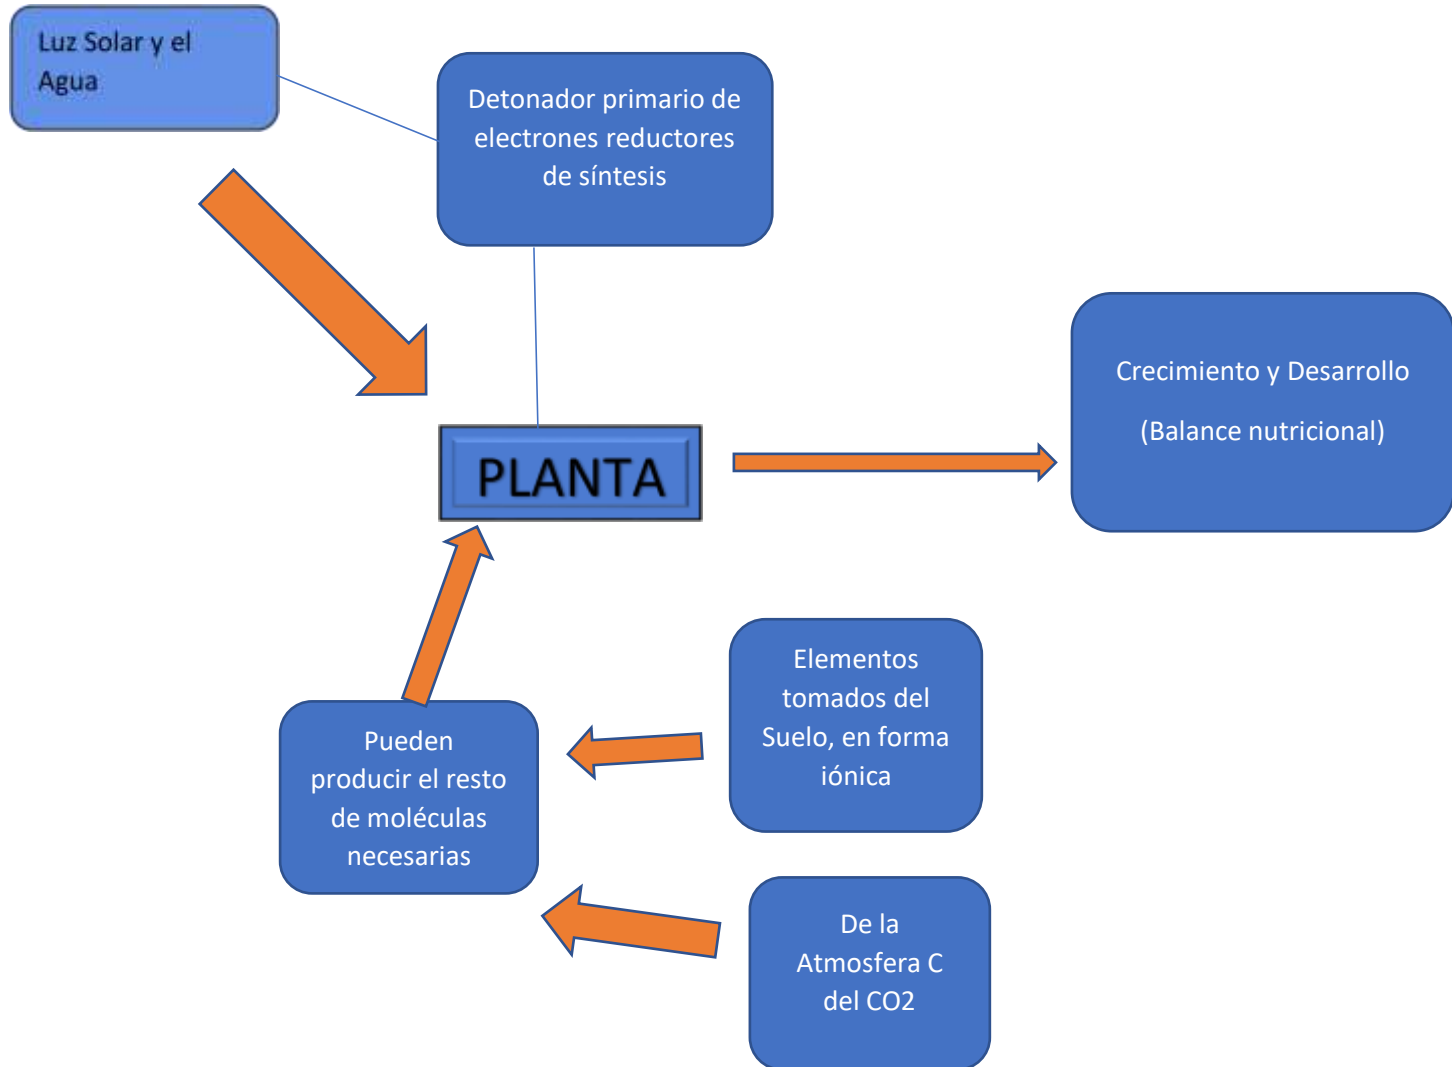 Luz Solar y el
Agua
Detonador primario de
electrones reductores
de síntesis
Crecimiento y Desarrollo
(Balance nutricional)
PLANTA
Elementos
tomados del
Suelo, en forma
iónica
Pueden
producir el resto
de moléculas
necesarias
De la
Atmosfera C
del CO2